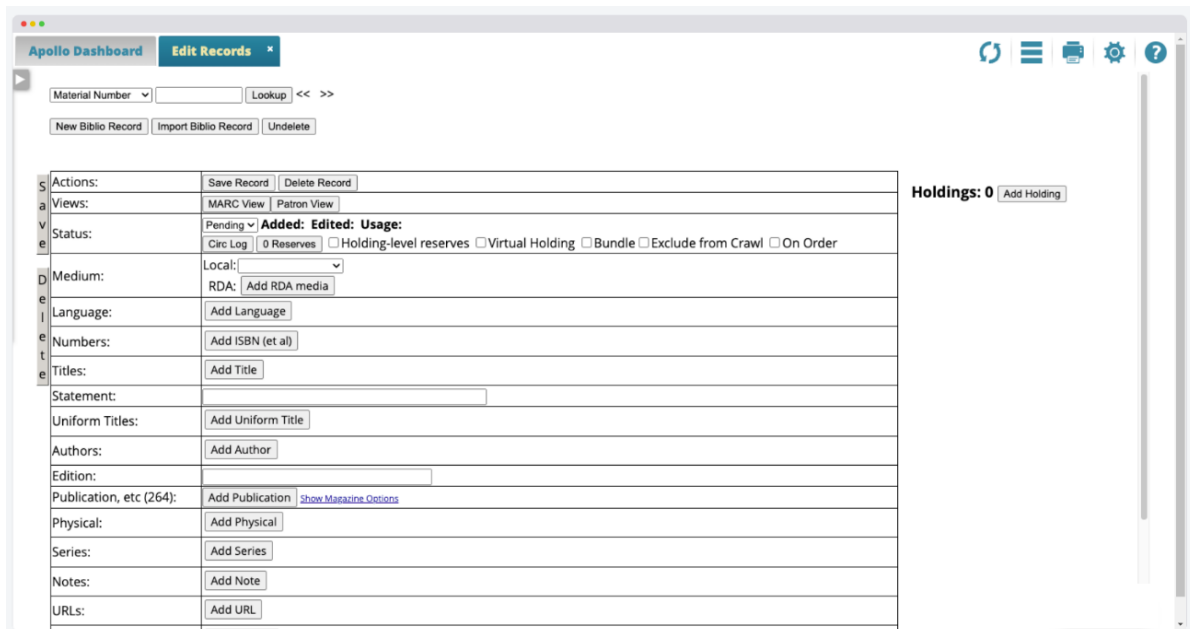 Apollo Dashboard Edit Records ×
Material Number Lookup << >>
New Biblio Record Import Biblio Record Undelete
Save
Delete
Actions: Save Record Delete Record
Views: MARC View Patron View
Status: Pending Added: Edited: Usage:
Circ Log 0 Reserves Holding-level reserves Virtual Holding Bundle Exclude from Crawl On Order
Medium: Local:
RDA: Add RDA media
Language: Add Language
Numbers: Add ISBN (et al)
Titles: Add Title
Statement:
Uniform Titles: Add Uniform Title
Authors: Add Author
Edition:
Publication, etc (264): Add Publication Show Magazine Options
Physical: Add Physical
Series: Add Series
Notes: Add Note
URLs: Add URL
Holdings: 0 Add Holding